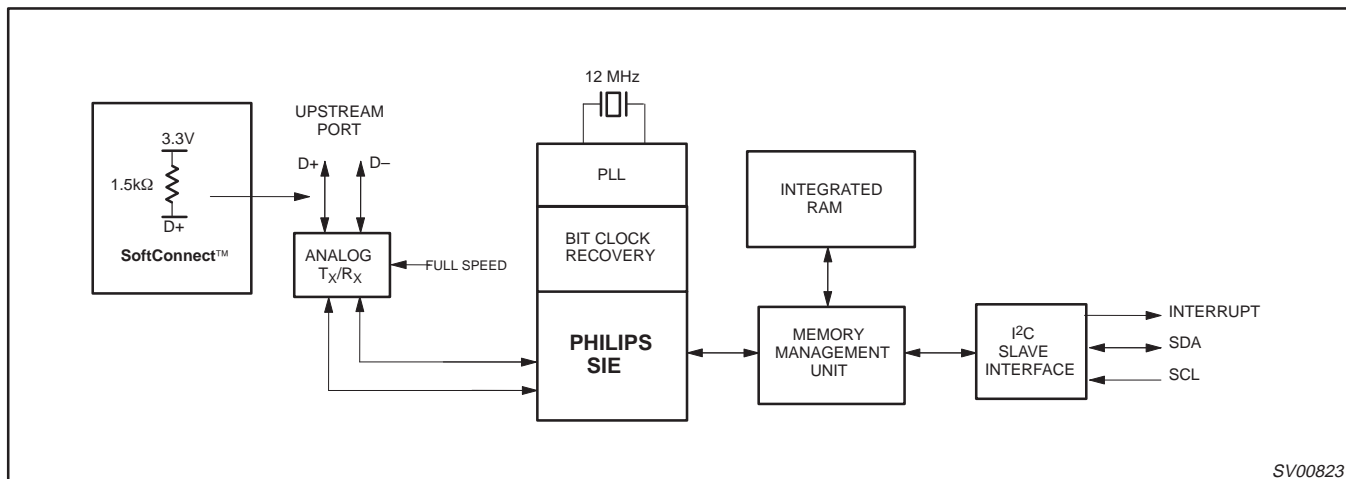 12 MHz
UPSTREAM
PORT
3.3V
D+
D–
1.5kΩ
D+
SoftConnect™
ANALOG
TX/RX
FULL SPEED
PLL
BIT CLOCK
RECOVERY
PHILIPS
SIE
INTEGRATED
RAM
MEMORY
MANAGEMENT
UNIT
I²C
SLAVE
INTERFACE
INTERRUPT
SDA
SCL
SV00823